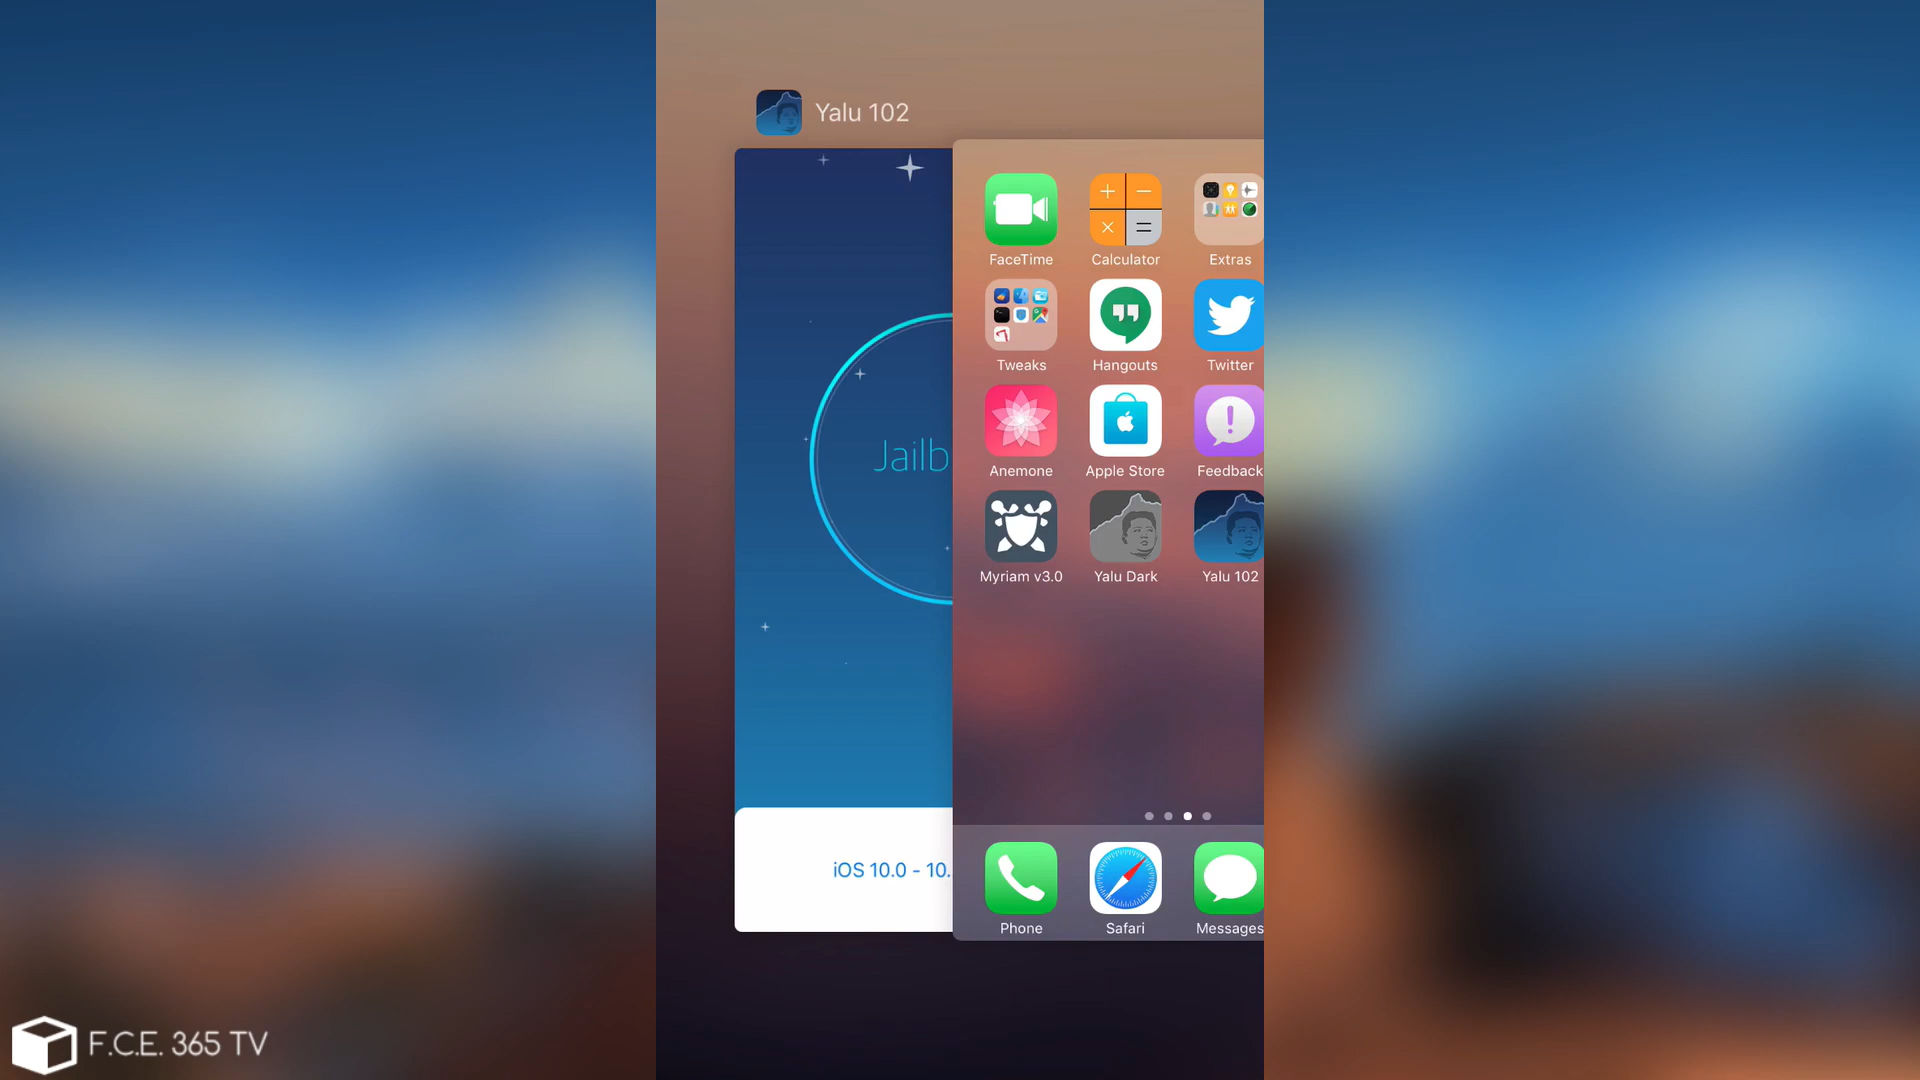 Yalu 102
Jailb
iOS 10.0 - 10.
FaceTime
Calculator
Extras
Tweaks
Hangouts
Twitter
Anemone
Apple Store
Feedback
Myriam v3.0
Yalu Dark
Yalu 102
Phone
Safari
Messages
F.C.E. 365 TV